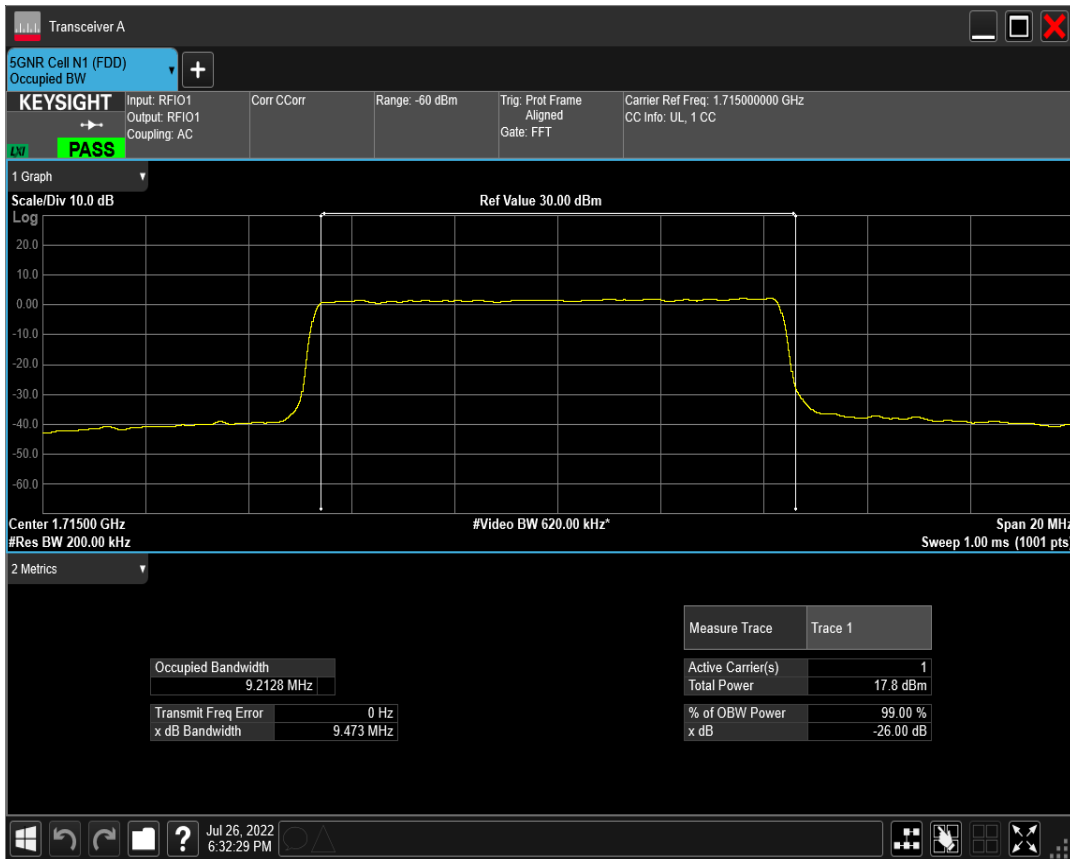 Transceiver A
5GNR Cell N1 (FDD)
Occupied BW
+
KEYSIGHT
LXI
PASS
Input: RFIO1
Output: RFIO1
Coupling: AC
Corr CCorr
Range: -60 dBm
Trig: Prot Frame
Aligned
Gate: FFT
Carrier Ref Freq: 1.715000000 GHz
CC Info: UL, 1 CC
1 Graph
Scale/Div 10.0 dB
Ref Value 30.00 dBm
Log
20.0
10.0
0.00
-10.0
-20.0
-30.0
-40.0
-50.0
-60.0
Center 1.71500 GHz
#Video BW 620.00 kHz*
Span 20 MHz
#Res BW 200.00 kHz
Sweep 1.00 ms (1001 pts)
2 Metrics
Measure Trace
Trace 1
Occupied Bandwidth
9.2128 MHz
Active Carrier(s) 1
Total Power 17.8 dBm
Transmit Freq Error 0 Hz
x dB Bandwidth 9.473 MHz
% of OBW Power 99.00 %
x dB -26.00 dB
?
Jul 26, 2022
6:32:29 PM